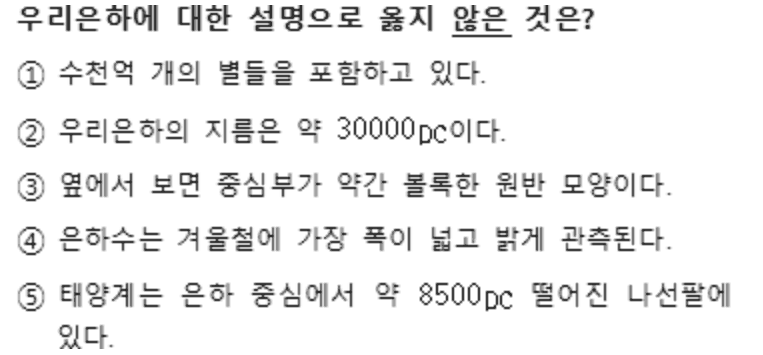 우리은하에 대한 설명으로 옳지 않은 것은?
① 수천억 개의 별들을 포함하고 있다.
② 우리은하의 지름은 약 30000pc이다.
③ 옆에서 보면 중심부가 약간 볼록한 원반 모양이다.
④ 은하수는 겨울철에 가장 폭이 넓고 밝게 관측된다.
⑤ 태양계는 은하 중심에서 약 8500pc 떨어진 나선팔에
있다.